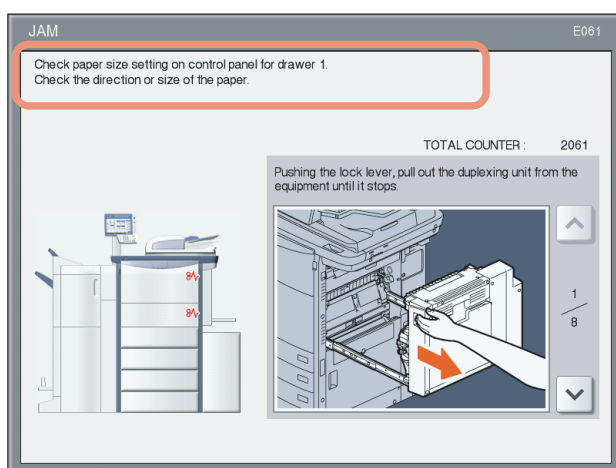 JAM
E061
Check paper size setting on control panel for drawer 1.
Check the direction or size of the paper.
TOTAL COUNTER : 2061
Pushing the lock lever, pull out the duplexing unit from the
equipment until it stops.
1
8